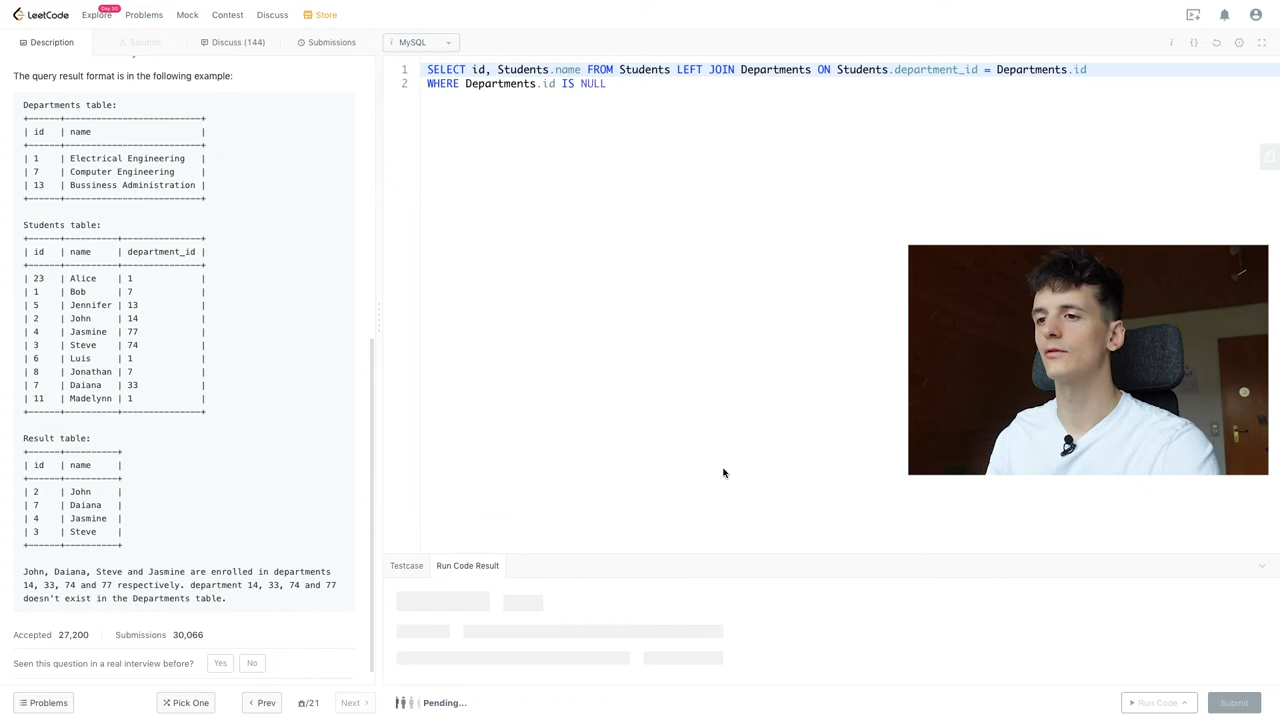 LeetCode
Explore
Day 30
Problems
Mock
Contest
Discuss
Store
Description
Solution
Discuss (144)
Submissions
i MySQL
The query result format is in the following example:
Departments table:
+------+--------------------------+
| id   | name                     |
+------+--------------------------+
| 1    | Electrical Engineering   |
| 7    | Computer Engineering     |
| 13   | Bussiness Administration |
+------+--------------------------+
Students table:
+------+----------+---------------+
| id   | name     | department_id |
+------+----------+---------------+
| 23   | Alice    | 1             |
| 1    | Bob      | 7             |
| 5    | Jennifer | 13            |
| 2    | John     | 14            |
| 4    | Jasmine  | 77            |
| 3    | Steve    | 74            |
| 6    | Luis     | 1             |
| 8    | Jonathan | 7             |
| 7    | Daiana   | 33            |
| 11   | Madelynn | 1             |
+------+----------+---------------+
Result table:
+------+----------+
| id   | name     |
+------+----------+
| 2    | John     |
| 7    | Daiana   |
| 4    | Jasmine  |
| 3    | Steve    |
+------+----------+
John, Daiana, Steve and Jasmine are enrolled in departments
14, 33, 74 and 77 respectively. department 14, 33, 74 and 77
doesn't exist in the Departments table.
Accepted 27,200 Submissions 30,066
Seen this question in a real interview before? Yes No
Problems
Pick One
Prev
/21
Next
1 SELECT id, Students.name FROM Students LEFT JOIN Departments ON Students.department_id = Departments.id
2 WHERE Departments.id IS NULL
Testcase
Run Code Result
Pending...
Run Code
Submit